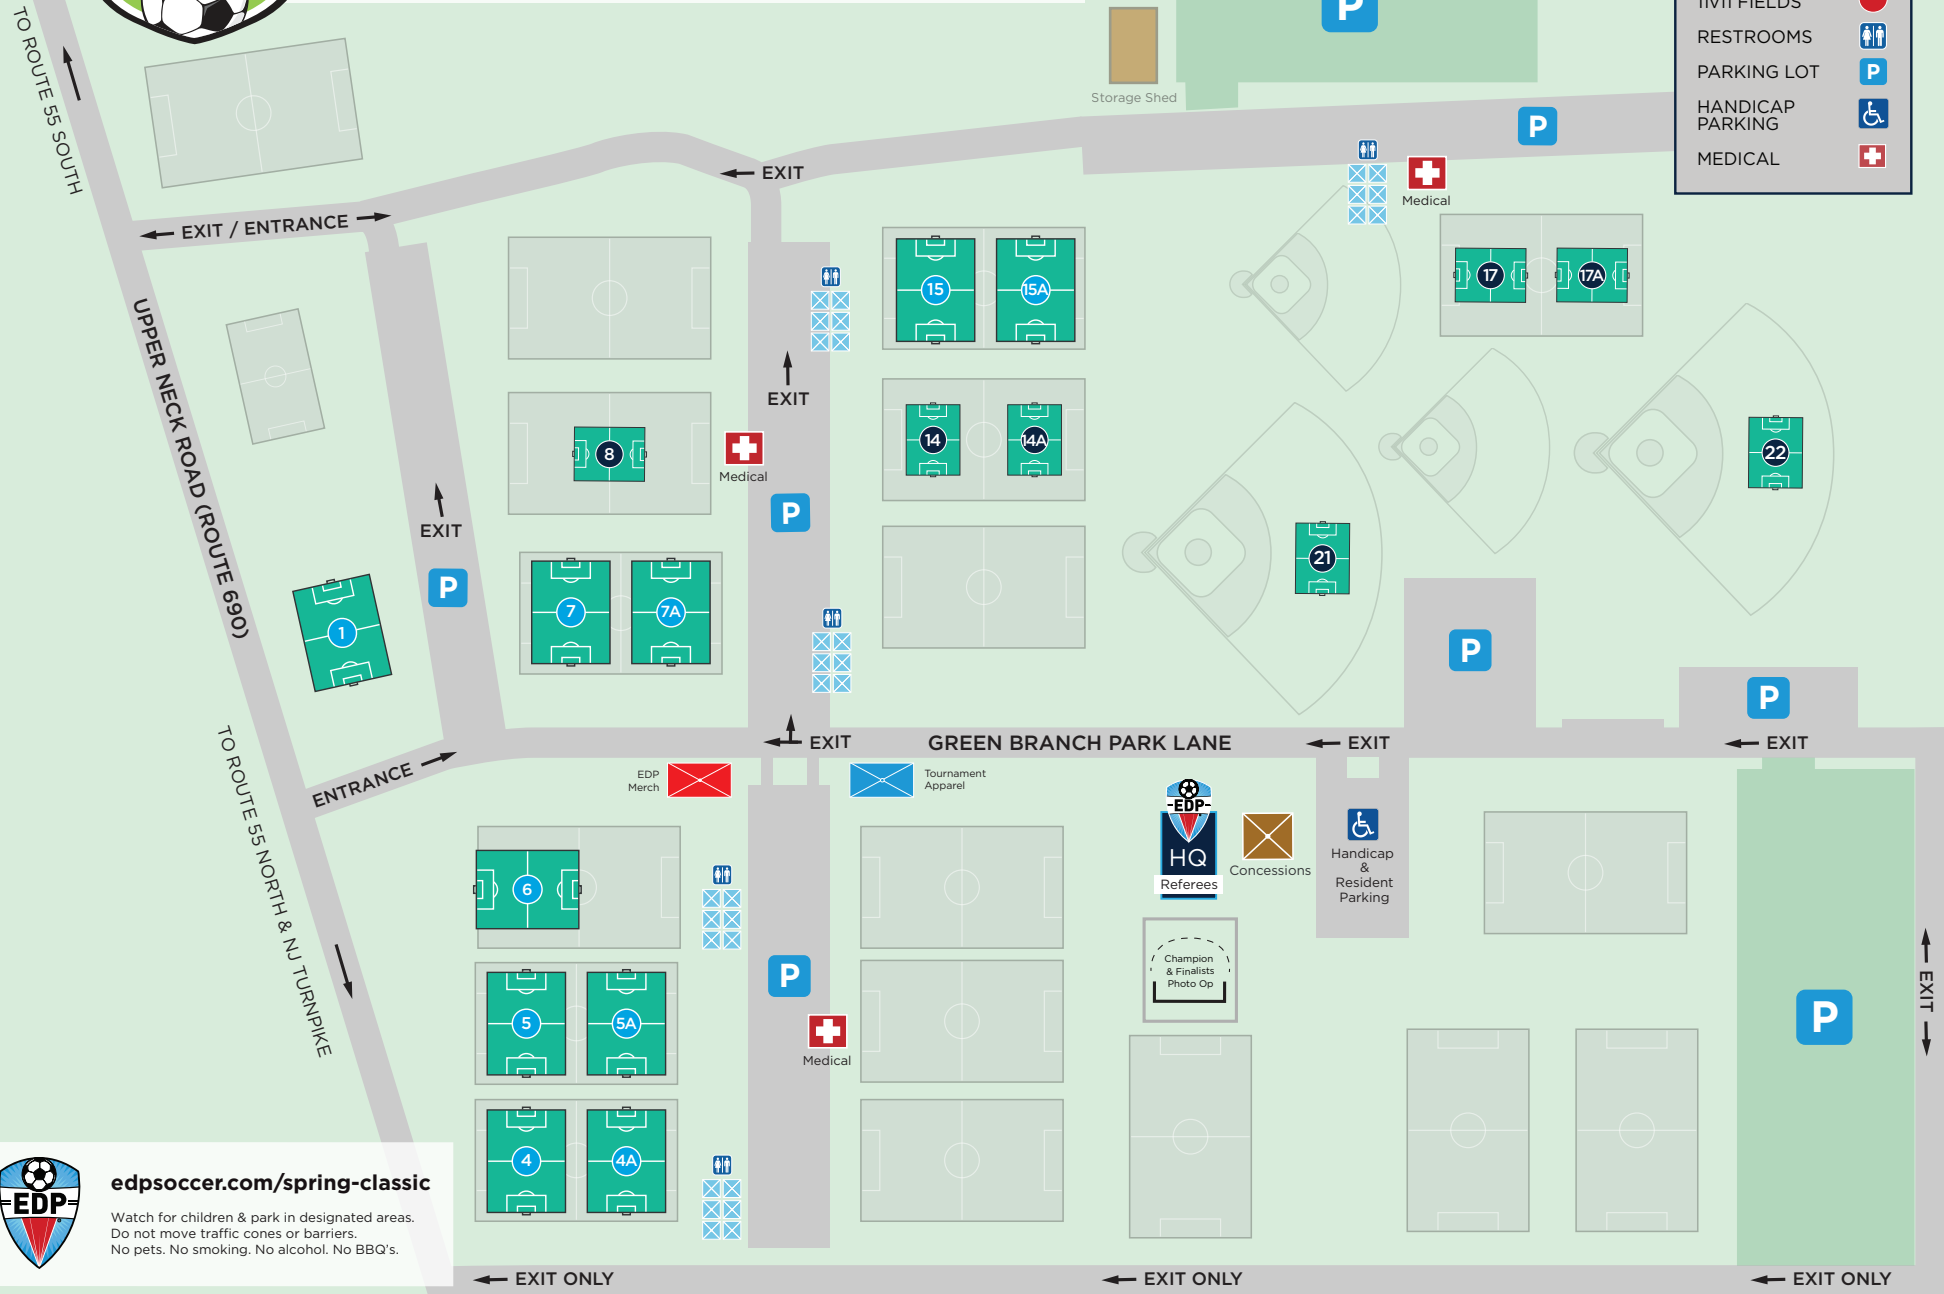 11V11 FIELDS
RESTROOMS
PARKING LOT
P
HANDICAP
PARKING
MEDICAL
P
Storage Shed
P
Medical
TO ROUTE 55 SOUTH
EXIT
EXIT / ENTRANCE
15
15A
17
17A
UPPER NECK ROAD (ROUTE 690)
EXIT
8
Medical
14
14A
22
P
EXIT
P
21
7
7A
1
P
P
EXIT
GREEN BRANCH PARK LANE
EXIT
EXIT
ENTRANCE
EDP
Merch
Tournament
Apparel
TO ROUTE 55 NORTH & NJ TURNPIKE
EDP
HQ
Referees
Concessions
Handicap
&
Resident
Parking
6
P
Champion
& Finalists
Photo Op
5
5A
Medical
P
EXIT
4
4A
EDP
edpsoccer.com/spring-classic
Watch for children & park in designated areas.
Do not move traffic cones or barriers.
No pets. No smoking. No alcohol. No BBQ's.
EXIT ONLY
EXIT ONLY
EXIT ONLY